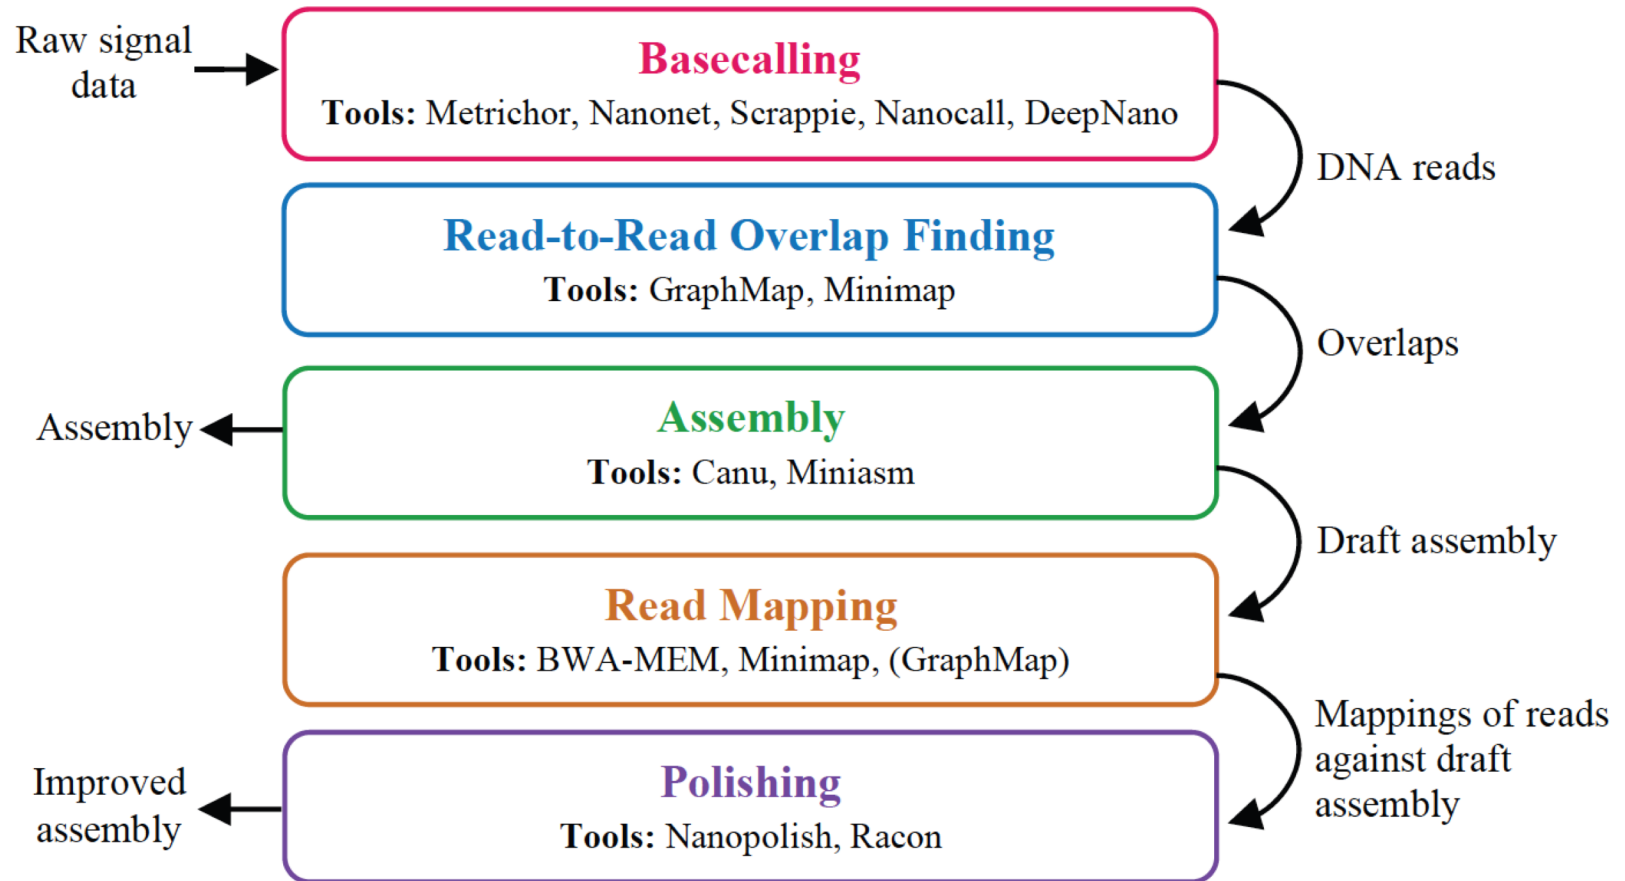 Raw signal
data
Basecalling
Tools: Metrichor, Nanonet, Scrappie, Nanocall, DeepNano
DNA reads
Read-to-Read Overlap Finding
Tools: GraphMap, Minimap
Overlaps
Assembly
Assembly
Tools: Canu, Miniasm
Draft assembly
Read Mapping
Tools: BWA-MEM, Minimap, (GraphMap)
Mappings of reads
against draft
assembly
Improved
assembly
Polishing
Tools: Nanopolish, Racon